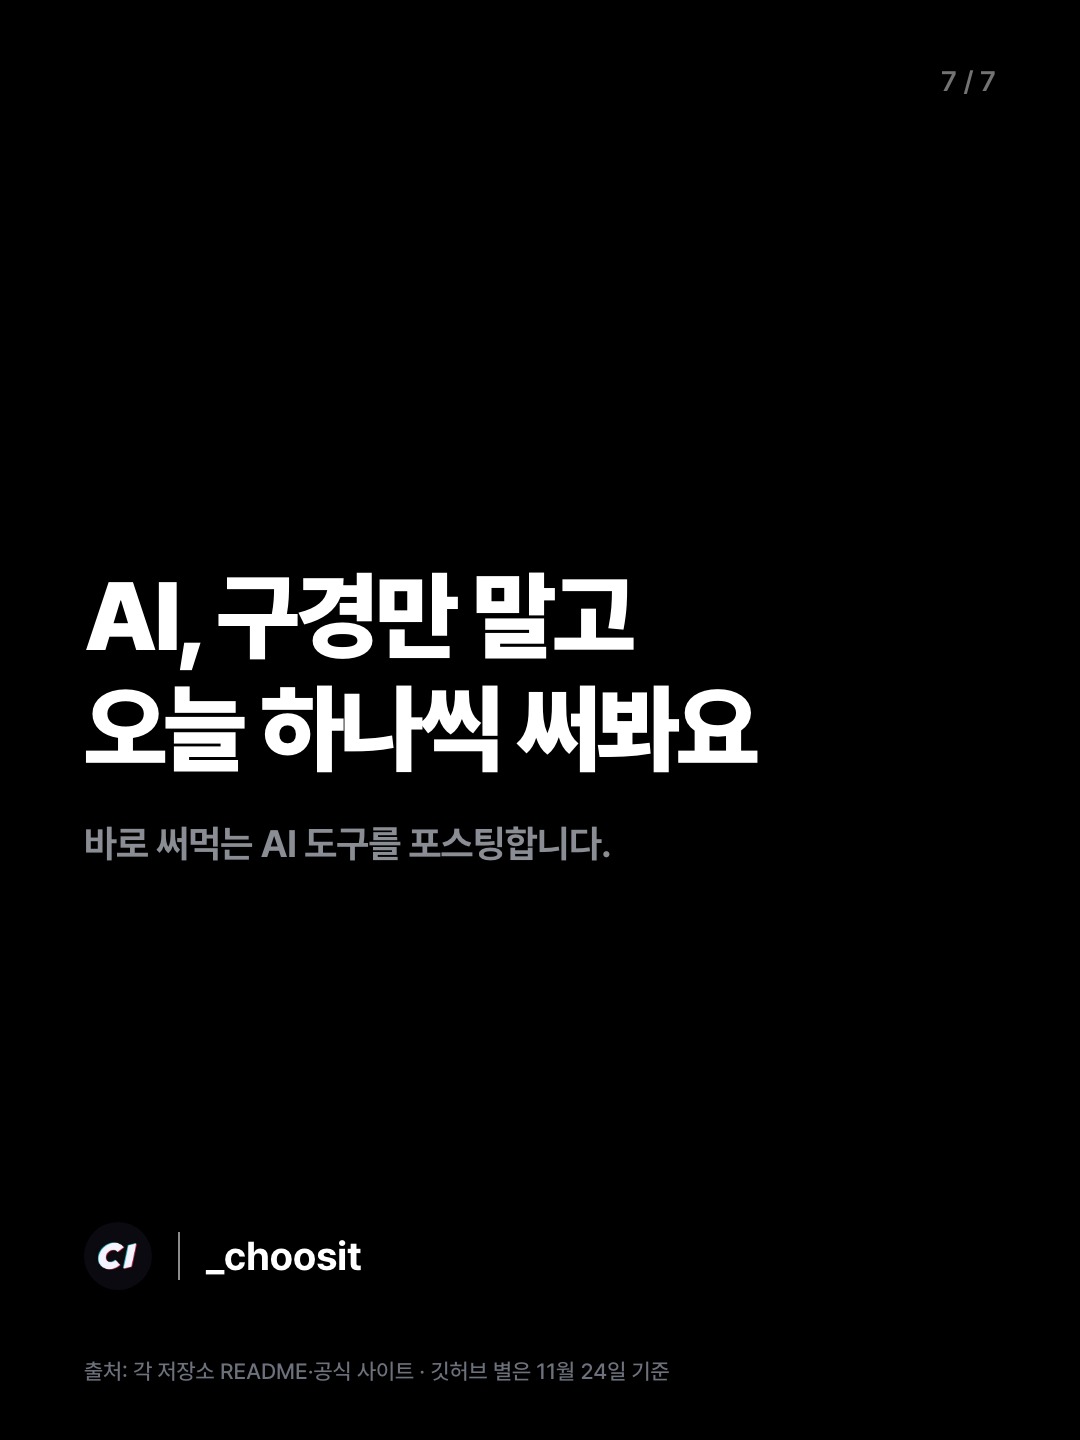 7 / 7
AI, 구경만 말고
오늘 하나씩 써봐요
바로 써먹는 AI 도구를 포스팅합니다.
CI | _choosit
출처: 각 저장소 README·공식 사이트 · 깃허브 별은 11월 24일 기준